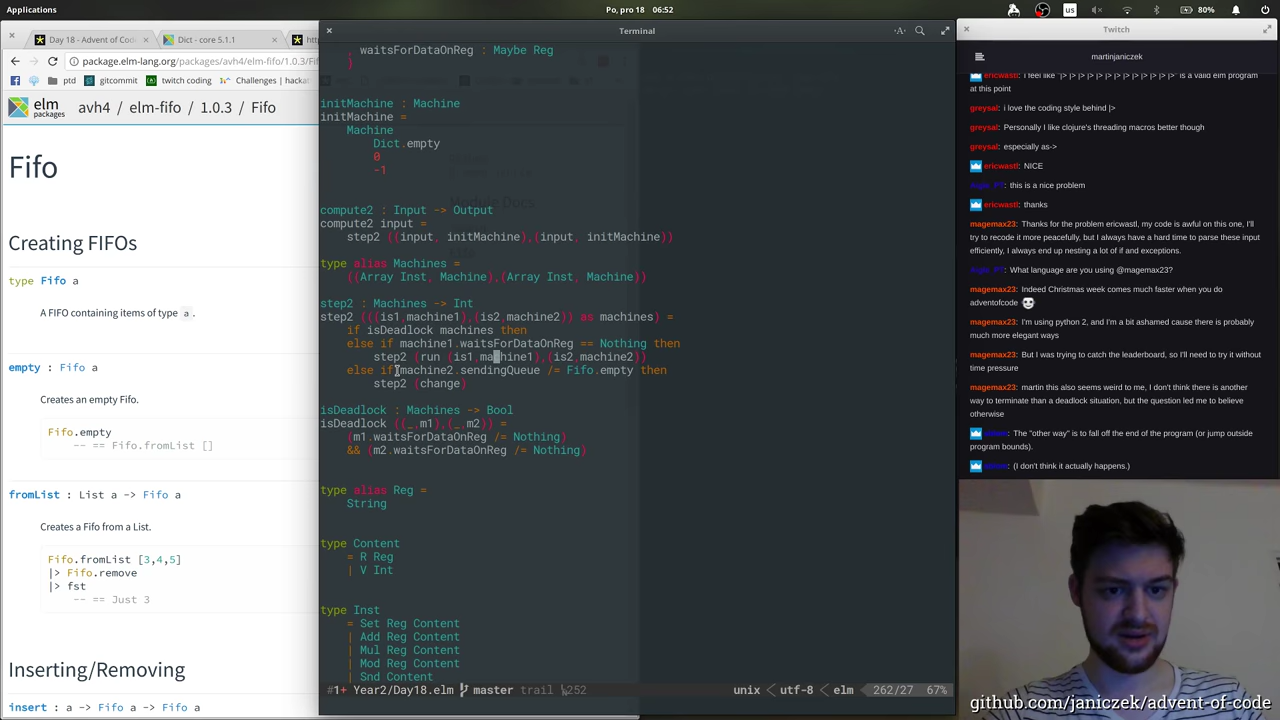 Applications
Po, pro 18 06:52
us
80%
Day 18 - Advent of Cod
Dict - core 5.1.1
package.elm-lang.org/packages/avh4/elm-fifo/1.0.3/Fifo
ptd
gitcommit
twitch coding
Challenges | hacker
elm
packages
avh4 / elm-fifo / 1.0.3 / Fifo
Fifo
Creating FIFOs
type Fifo a
A FIFO containing items of type a.
empty : Fifo a
Creates an empty Fifo.
Fifo.empty
-- == Fifo.fromList []
fromList : List a -> Fifo a
Creates a Fifo from a List.
Fifo.fromList [3,4,5]
|> Fifo.remove
|> fst
-- == Just 3
Inserting/Removing
insert : a -> Fifo a -> Fifo a
Terminal
, waitsForDataOnReg : Maybe Reg
}
initMachine : Machine
initMachine =
Machine
Dict.empty
0
-1
compute2 : Input -> Output
compute2 input =
step2 ((input, initMachine),(input, initMachine))
type alias Machines =
((Array Inst, Machine),(Array Inst, Machine))
step2 : Machines -> Int
step2 (((is1,machine1),(is2,machine2)) as machines) =
if isDeadlock machines then
else if machine1.waitsForDataOnReg == Nothing then
step2 (run (is1,machine1),(is2,machine2))
else if machine2.sendingQueue /= Fifo.empty then
step2 (change)
isDeadlock : Machines -> Bool
isDeadlock ((_,m1),(_,m2)) =
(m1.waitsForDataOnReg /= Nothing)
&& (m2.waitsForDataOnReg /= Nothing)
type alias Reg =
String
type Content
= R Reg
| V Int
type Inst
= Set Reg Content
| Add Reg Content
| Mul Reg Content
| Mod Reg Content
| Snd Content
#1+ Year2/Day18.elm master trail 252 unix utf-8 elm 262/27 67%
Twitch
martinjaniczek
ericwastl: I feel like "|> |> |> |> |> |> |> |> |> |> |>" is a valid elm program
at this point
greysal: i love the coding style behind |>
greysal: Personally I like clojure's threading macros better though
greysal: especially as->
ericwastl: NICE
this is a nice problem
ericwastl: thanks
magemax23: Thanks for the problem ericwastl, my code is awful on this one, I'll
try to recode it more peacefully, but I always have a hard time to parse these input
efficiently, I always end up nesting a lot of if and exceptions.
What language are you using @magemax23?
magemax23: Indeed Christmas week comes much faster when you do
adventofcode
magemax23: I'm using python 2, and I'm a bit ashamed cause there is probably
much more elegant ways
magemax23: But I was trying to catch the leaderboard, so I'll need to try it without
time pressure
magemax23: martin this also seems weird to me, I don't think there is another
way to terminate than a deadlock situation, but the question led me to believe
otherwise
The "other way" is to fall off the end of the program (or jump outside
program bounds).
(I don't think it actually happens.)
github.com/janiczek/advent-of-code